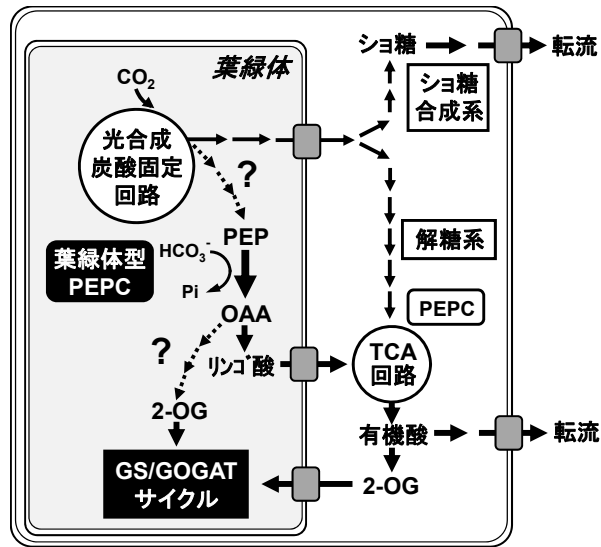 葉緑体
CO2
光合成
炭酸固定
回路
?
PEP
葉緑体型
PEPC
HCO3-
Pi
OAA
?
リンゴ酸
2-OG
GS/GOGAT
サイクル
ショ糖
転流
ショ糖
合成系
解糖系
PEPC
TCA
回路
有機酸
転流
2-OG